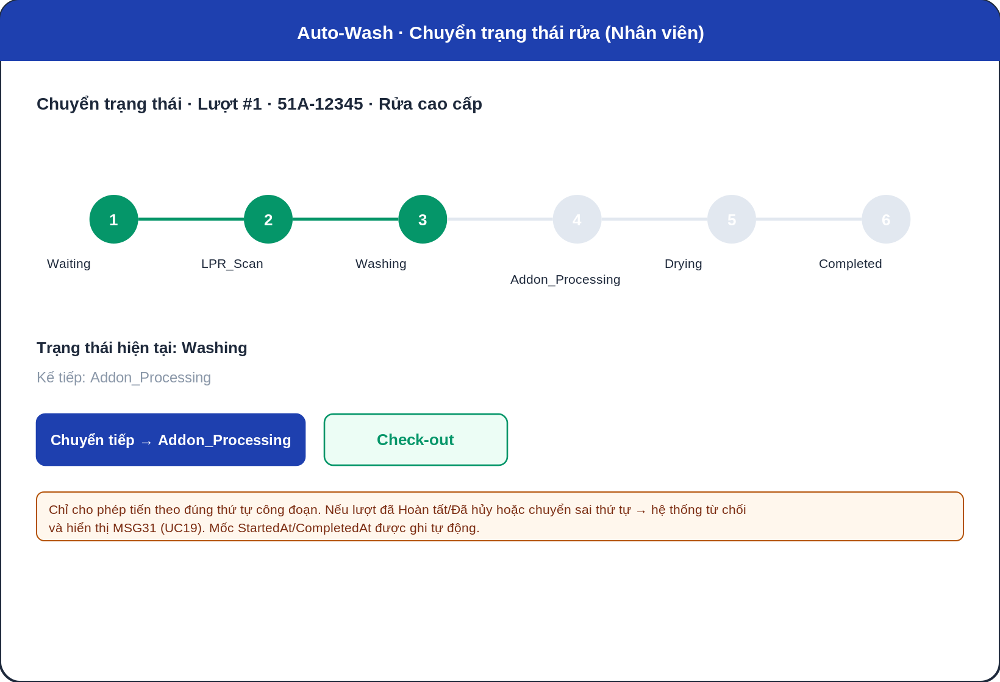 Auto-Wash · Chuyển trạng thái rửa (Nhân viên)
Chuyển trạng thái · Lượt #1 · 51A-12345 · Rửa cao cấp
1 2 3 4 5 6
Waiting LPR_Scan Washing Addon_Processing Drying Completed
Trạng thái hiện tại: Washing
Kế tiếp: Addon_Processing
Chuyển tiếp → Addon_Processing Check-out
Chỉ cho phép tiến theo đúng thứ tự công đoạn. Nếu lượt đã Hoàn tất/Đã hủy hoặc chuyển sai thứ tự → hệ thống từ chối
và hiển thị MSG31 (UC19). Mốc StartedAt/CompletedAt được ghi tự động.